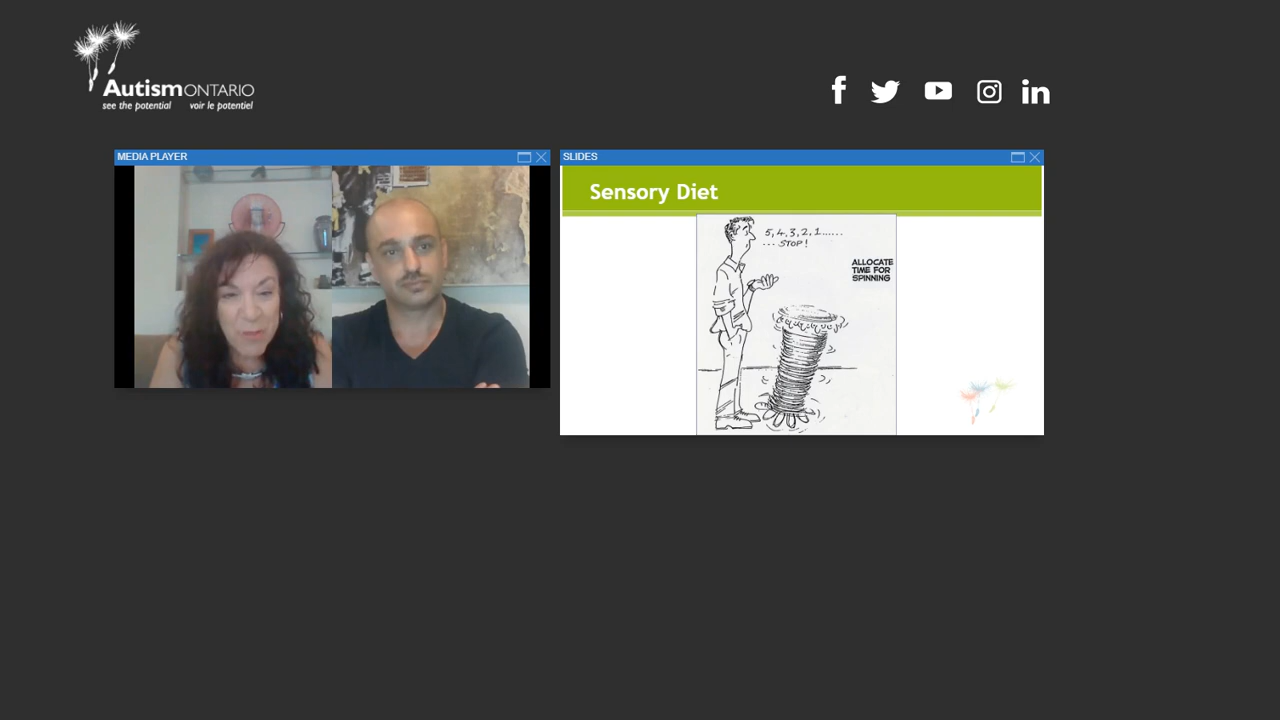 Autism ONTARIO
see the potential voir le potentiel
MEDIA PLAYER
SLIDES
Sensory Diet
5, 4, 3, 2, 1......
... STOP!
ALLOCATE
TIME FOR
SPINNING